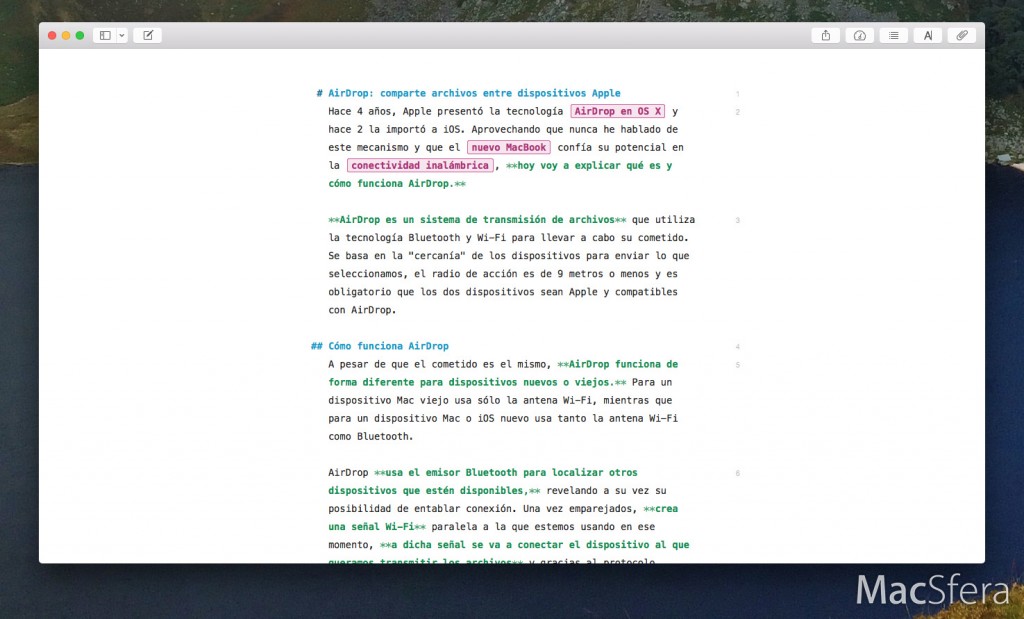 # AirDrop: comparte archivos entre dispositivos Apple 1
Hace 4 años, Apple presentó la tecnología AirDrop en OS X y 2
hace 2 la importó a iOS. Aprovechando que nunca he hablado de
este mecanismo y que el nuevo MacBook confía su potencial en
la conectividad inalámbrica, **hoy voy a explicar qué es y
cómo funciona AirDrop.**
**AirDrop es un sistema de transmisión de archivos** que utiliza 3
la tecnología Bluetooth y Wi-Fi para llevar a cabo su cometido.
Se basa en la "cercanía" de los dispositivos para enviar lo que
seleccionamos, el radio de acción es de 9 metros o menos y es
obligatorio que los dos dispositivos sean Apple y compatibles
con AirDrop.
## Cómo funciona AirDrop 4
A pesar de que el cometido es el mismo, **AirDrop funciona de 5
forma diferente para dispositivos nuevos o viejos.** Para un
dispositivo Mac viejo usa sólo la antena Wi-Fi, mientras que
para un dispositivo Mac o iOS nuevo usa tanto la antena Wi-Fi
como Bluetooth.
AirDrop **usa el emisor Bluetooth para localizar otros 6
dispositivos que estén disponibles,** revelando a su vez su
posibilidad de entablar conexión. Una vez emparejados, **crea
una señal Wi-Fi** paralela a la que estemos usando en ese
momento, **a dicha señal se va a conectar el dispositivo al que
queramos transmitir los archivos** y gracias al protocolo
MacSfera